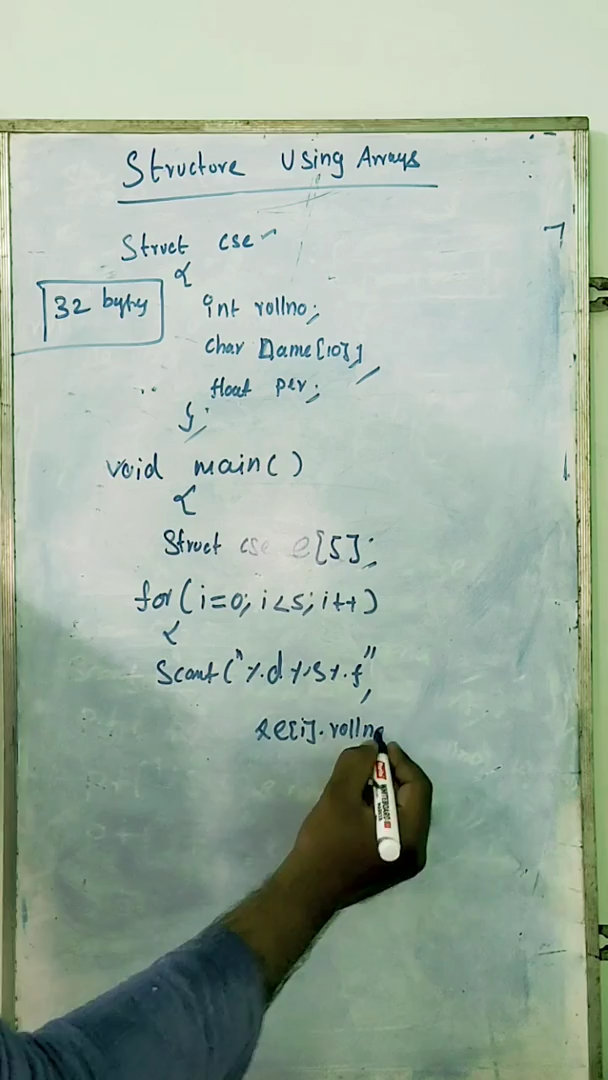 Structure Using Arrays
Struct cse
{
32 bytes
int rollno;
char name[10];
float per;
};
void main()
{
Struct cse e[5];
for(i=0; i<5; i++)
{
Scanf("%d %s %f",
&e[i].rollno